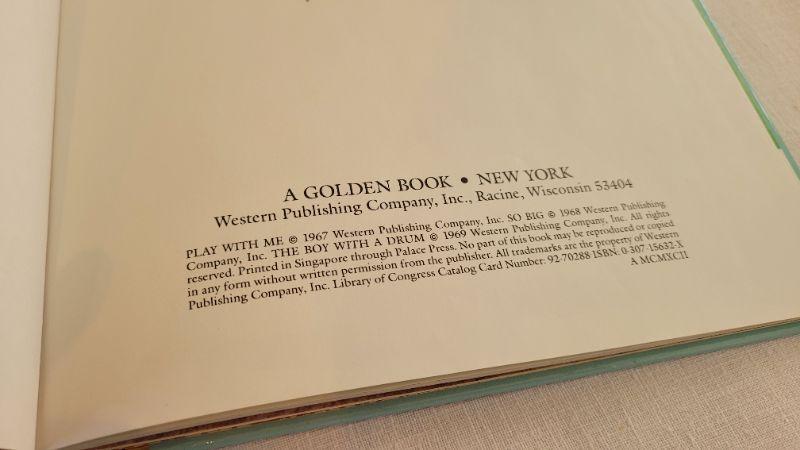 A GOLDEN BOOK • NEW YORK
Western Publishing Company, Inc., Racine, Wisconsin 53404
PLAY WITH ME © 1967 Western Publishing Company, Inc. SO BIG © 1968 Western Publishing
Company, Inc. THE BOY WITH A DRUM © 1969 Western Publishing Company, Inc. All rights
reserved. Printed in Singapore through Palace Press. No part of this book may be reproduced or copied
in any form without written permission from the publisher. All trademarks are the property of Western
Publishing Company, Inc. Library of Congress Catalog Card Number: 92-70288 ISBN: 0-307-15632-X
A MCMXCII